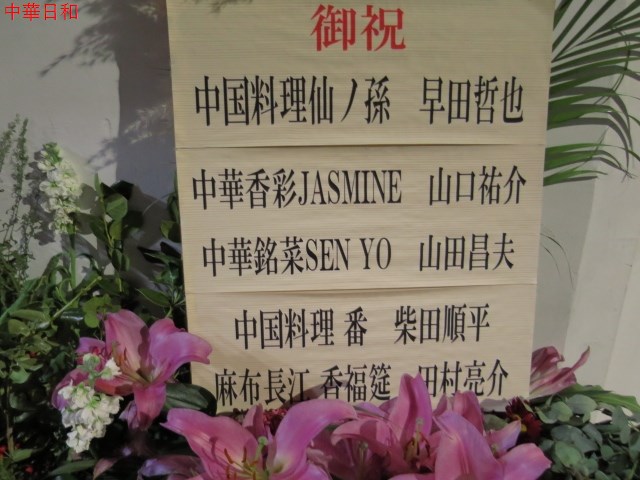 中華日和
御祝
中国料理仙ノ孫 早田哲也
中華香彩JASMINE 山口祐介
中華銘菜SEN YO 山田昌夫
中国料理 番 柴田順平
麻布長江 香福筵 田村亮介